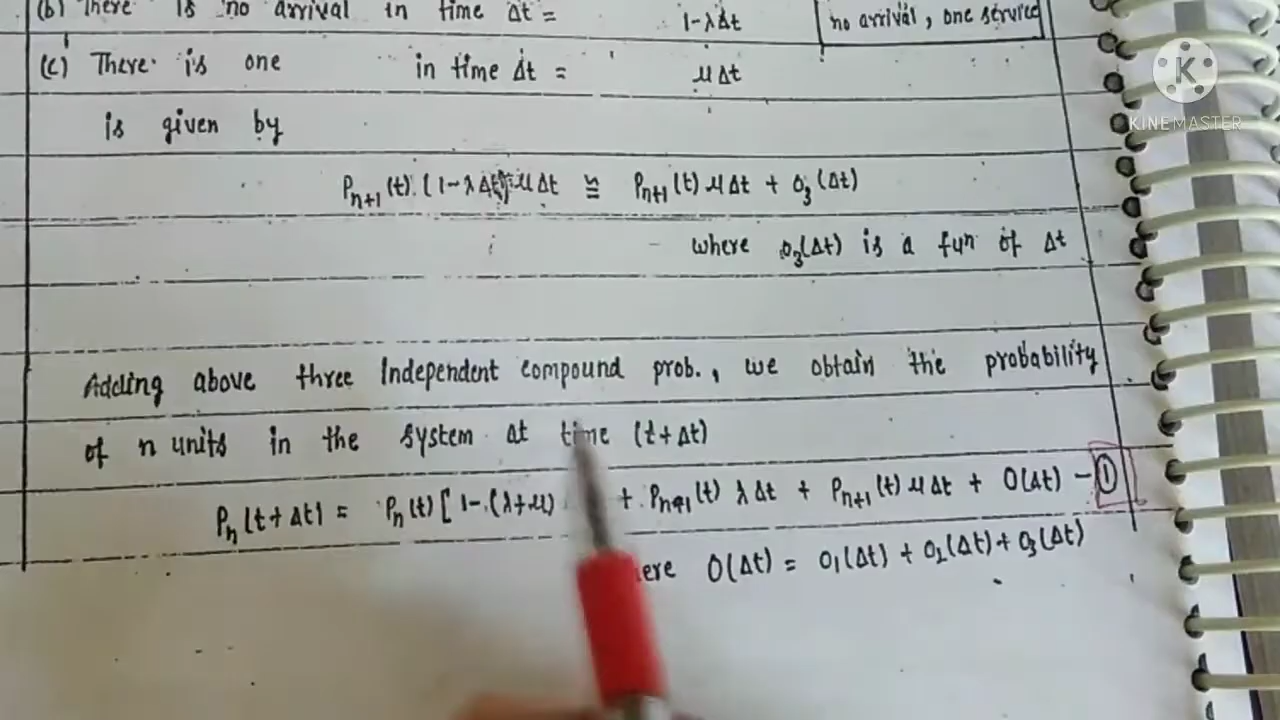 (b) There is no arrival in time Δt = 1-λΔt
no arrival, one service
(c) There is one in time Δt = μΔt
is given by
Pn+1(t).(1-λΔt).μΔt ≅ Pn+1(t) μΔt + O3(Δt)
where O3(Δt) is a fun of Δt
Adding above three Independent compound prob., we obtain the probability
of n units in the system at time (t+Δt)
Pn(t+Δt) = Pn(t)[1-(λ+μ) + (t) λΔt + Pn+1(t) μΔt + O(Δt) - ①
O(Δt) = O1(Δt) + O2(Δt) + O3(Δt)
K
KINEMASTER